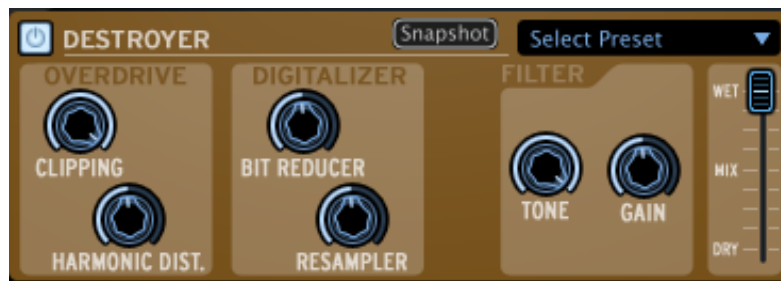 DESTROYER
Snapshot
Select Preset
OVERDRIVE
CLIPPING
HARMONIC DIST.
DIGITALIZER
BIT REDUCER
RESAMPLER
FILTER
TONE
GAIN
WET
MIX
DRY